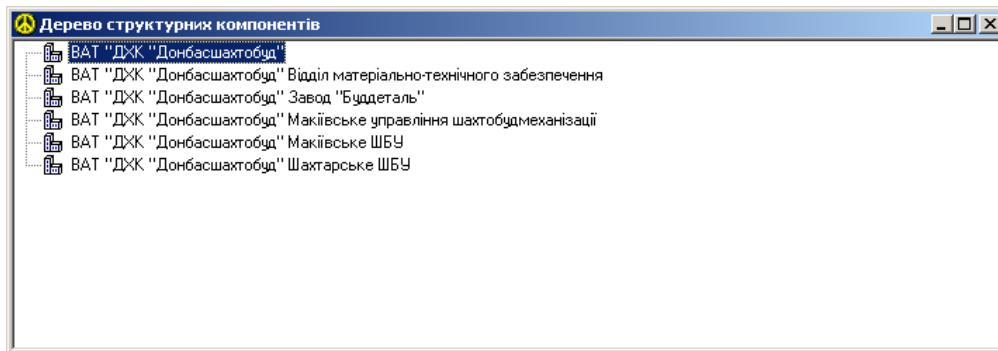 Дерево структурних компонентів
ВАТ "ДХК "Донбасшахтобуд"
ВАТ "ДХК "Донбасшахтобуд" Відділ матеріально-технічного забезпечення
ВАТ "ДХК "Донбасшахтобуд" Завод "Буддеталь"
ВАТ "ДХК "Донбасшахтобуд" Макіївське управління шахтобудмеханізації
ВАТ "ДХК "Донбасшахтобуд" Макіївське ШБУ
ВАТ "ДХК "Донбасшахтобуд" Шахтарське ШБУ